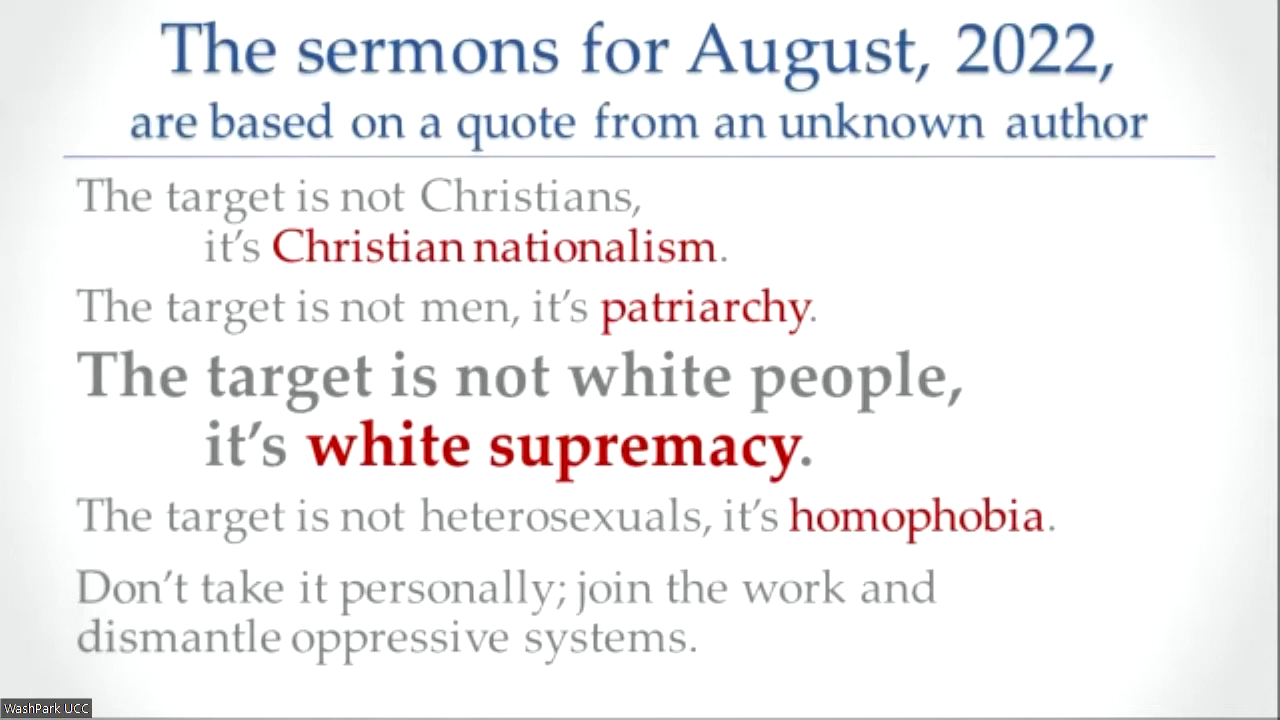 The sermons for August, 2022,
are based on a quote from an unknown author
The target is not Christians,
it’s Christian nationalism.
The target is not men, it’s patriarchy.
The target is not white people,
it’s white supremacy.
The target is not heterosexuals, it’s homophobia.
Don’t take it personally; join the work and
dismantle oppressive systems.
WashPark UCC